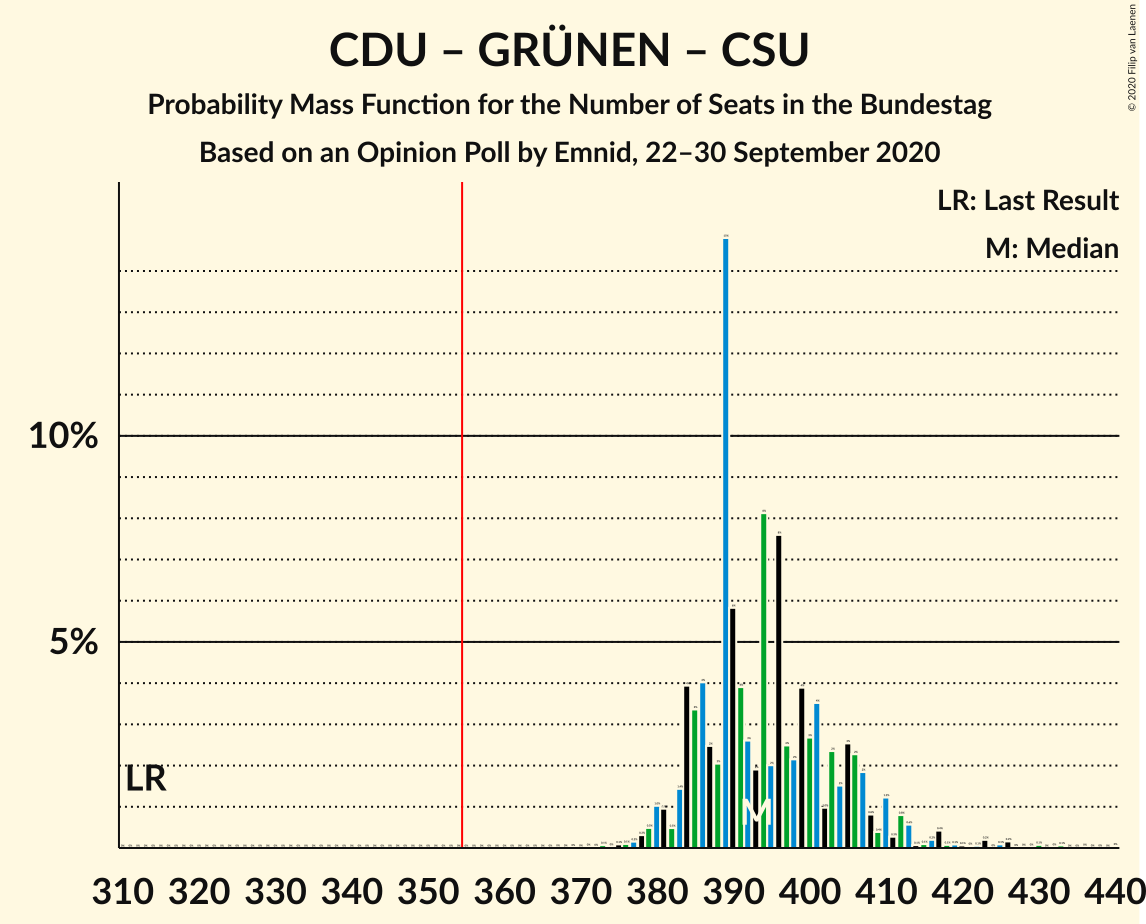 CDU – GRÜNEN – CSU
Probability Mass Function for the Number of Seats in the Bundestag
Based on an Opinion Poll by Emnid, 22–30 September 2020
© 2020 Filip van Laenen
LR: Last Result
M: Median
10%
5%
LR
M
310 320 330 340 350 360 370 380 390 400 410 420 430 440